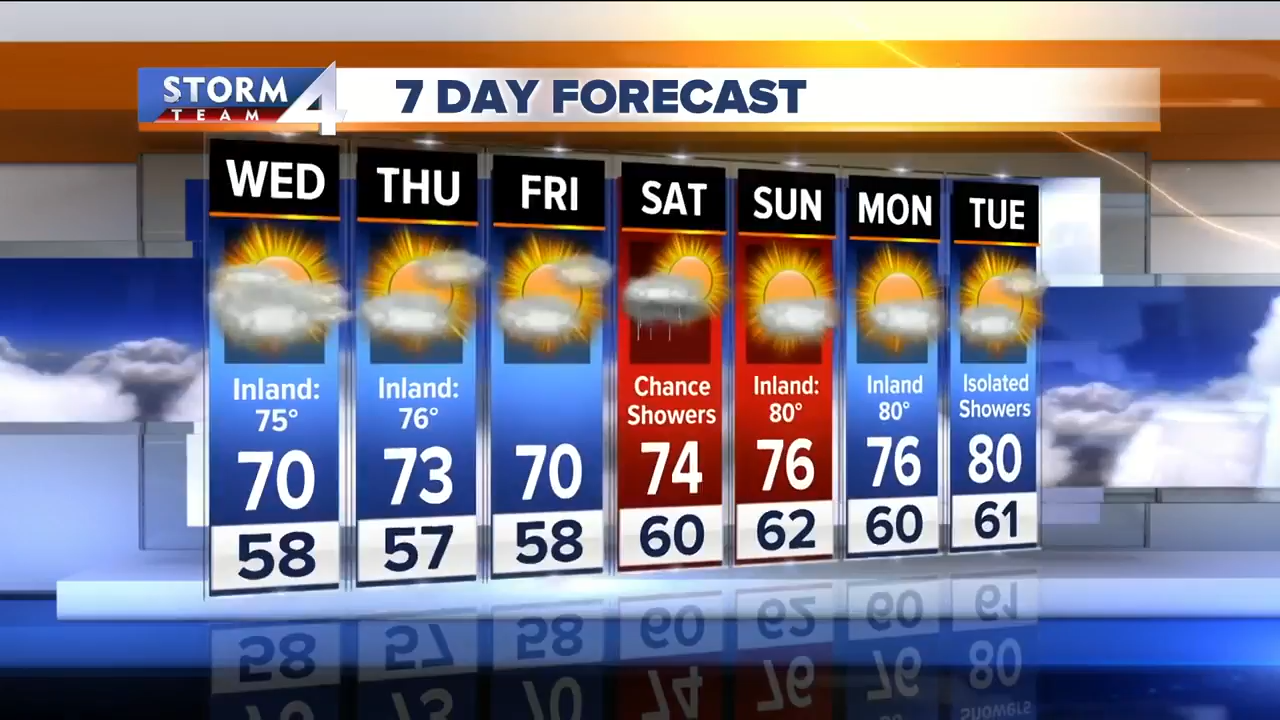 STORM
TEAM
4
7 DAY FORECAST
WED
Inland:
75°
70
58
THU
Inland:
76°
73
57
FRI
70
58
SAT
Chance
Showers
74
60
SUN
Inland:
80°
76
62
MON
Inland
80°
76
60
TUE
Isolated
Showers
80
61